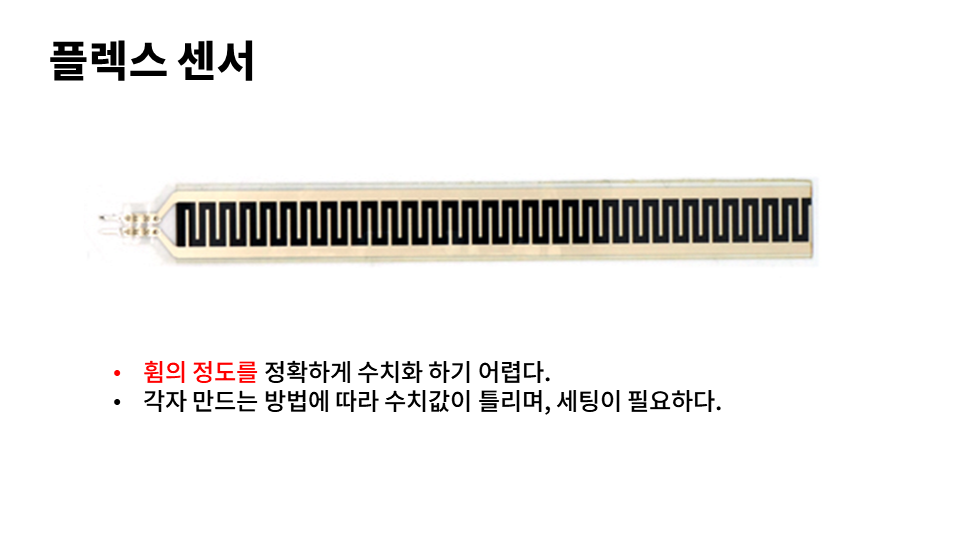 플렉스 센서
• 휨의 정도를 정확하게 수치화 하기 어렵다.
• 각자 만드는 방법에 따라 수치값이 틀리며, 세팅이 필요하다.